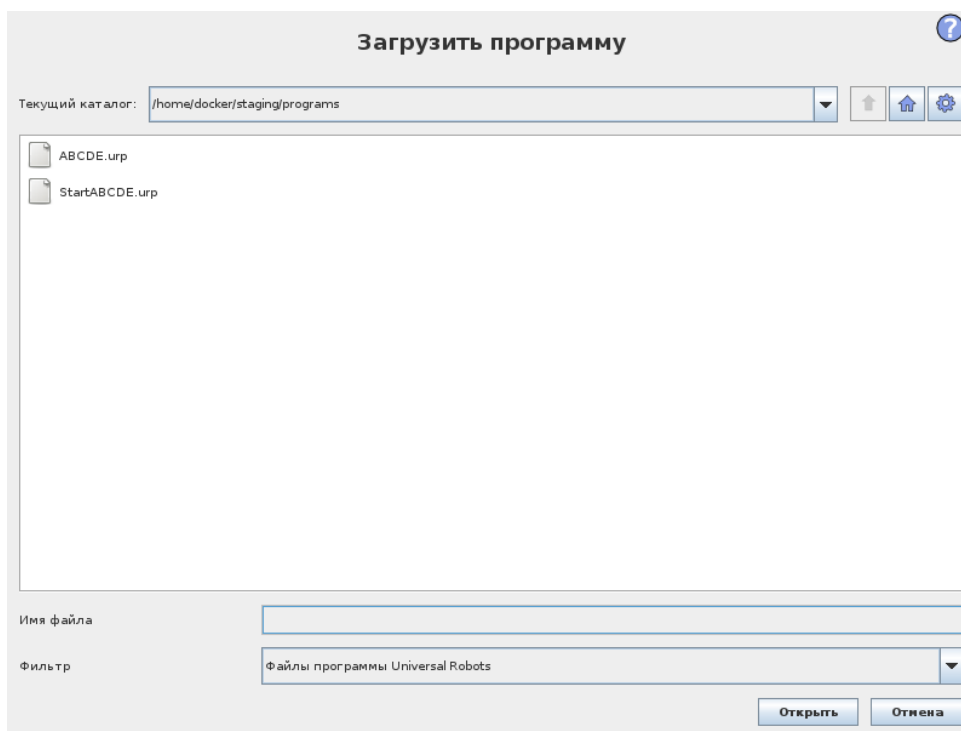 Загрузить программу
?
Текущий каталог: /home/docker/staging/programs
ABCDE.urp
StartABCDE.urp
Имя файла
Фильтр Файлы программы Universal Robots
Открыть Отмена